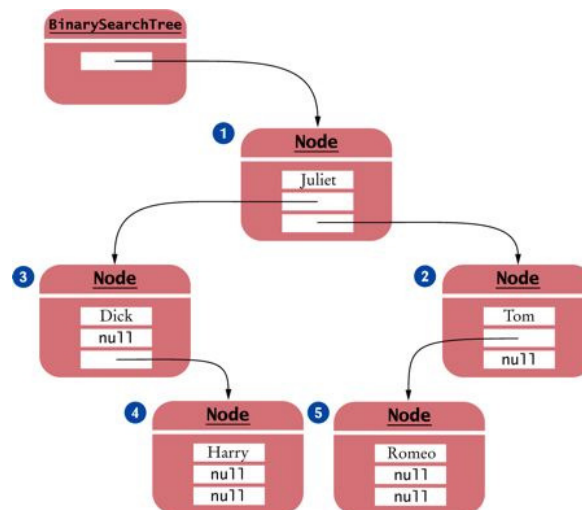 BinarySearchTree
1
Node
Juliet
3
Node
Dick
null
2
Node
Tom
null
4
Node
Harry
null
null
5
Node
Romeo
null
null